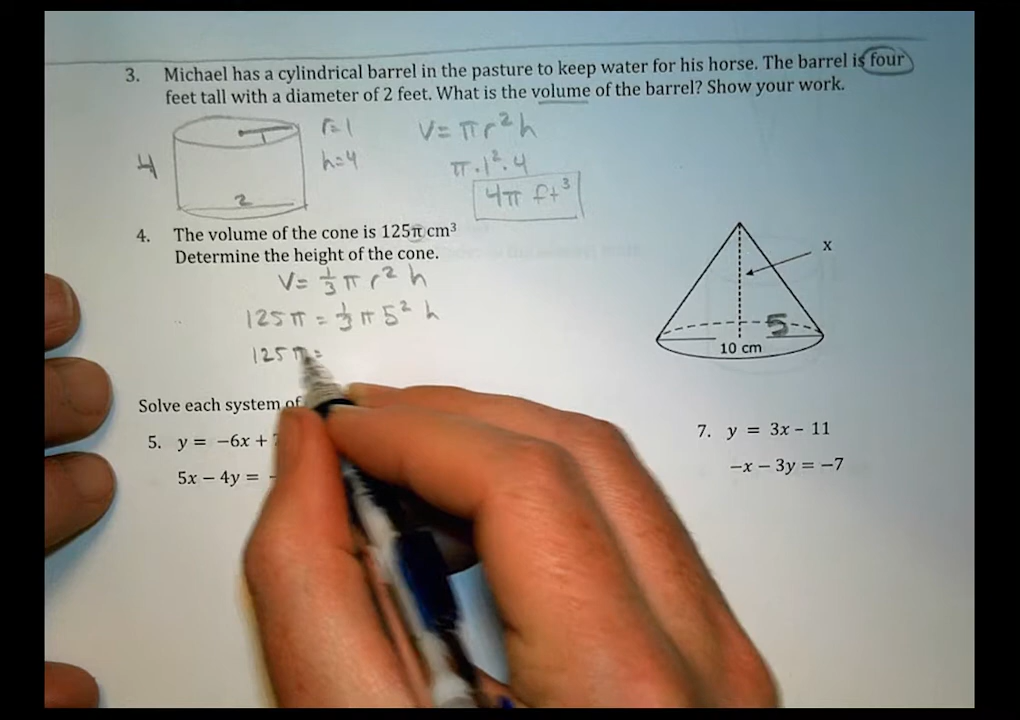 3. Michael has a cylindrical barrel in the pasture to keep water for his horse. The barrel is four
feet tall with a diameter of 2 feet. What is the volume of the barrel? Show your work.
r=1
V= πr²h
4
h=4
π·1²·4
2
4π ft³
4. The volume of the cone is 125π cm³
Determine the height of the cone.
x
V= 1/3 π r² h
125π = 1/3 π 5² h
5
10 cm
125π =
Solve each system of
5. y = −6x +
5x − 4y =
7. y = 3x − 11
−x − 3y = −7